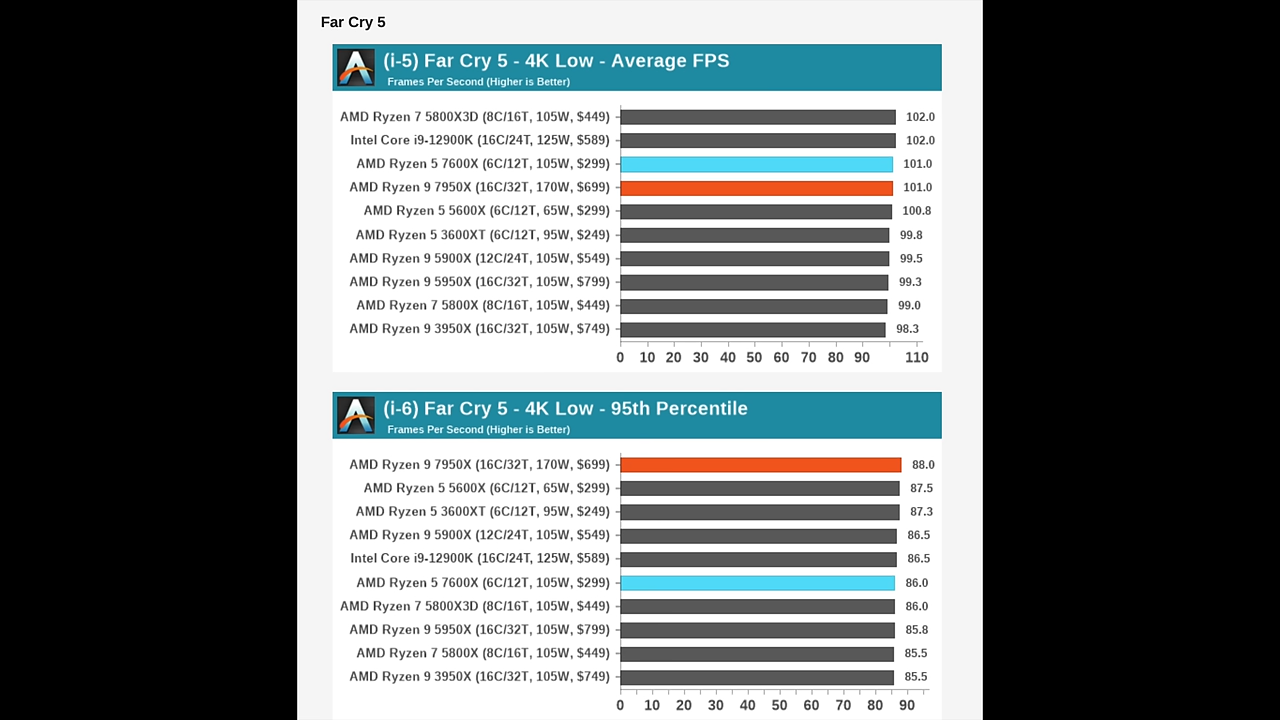 Far Cry 5
(i-5) Far Cry 5 - 4K Low - Average FPS
Frames Per Second (Higher is Better)
AMD Ryzen 7 5800X3D (8C/16T, 105W, $449) 102.0
Intel Core i9-12900K (16C/24T, 125W, $589) 102.0
AMD Ryzen 5 7600X (6C/12T, 105W, $299) 101.0
AMD Ryzen 9 7950X (16C/32T, 170W, $699) 101.0
AMD Ryzen 5 5600X (6C/12T, 65W, $299) 100.8
AMD Ryzen 5 3600XT (6C/12T, 95W, $249) 99.8
AMD Ryzen 9 5900X (12C/24T, 105W, $549) 99.5
AMD Ryzen 9 5950X (16C/32T, 105W, $799) 99.3
AMD Ryzen 7 5800X (8C/16T, 105W, $449) 99.0
AMD Ryzen 9 3950X (16C/32T, 105W, $749) 98.3
0 10 20 30 40 50 60 70 80 90 110
(i-6) Far Cry 5 - 4K Low - 95th Percentile
Frames Per Second (Higher is Better)
AMD Ryzen 9 7950X (16C/32T, 170W, $699) 88.0
AMD Ryzen 5 5600X (6C/12T, 65W, $299) 87.5
AMD Ryzen 5 3600XT (6C/12T, 95W, $249) 87.3
AMD Ryzen 9 5900X (12C/24T, 105W, $549) 86.5
Intel Core i9-12900K (16C/24T, 125W, $589) 86.5
AMD Ryzen 5 7600X (6C/12T, 105W, $299) 86.0
AMD Ryzen 7 5800X3D (8C/16T, 105W, $449) 86.0
AMD Ryzen 9 5950X (16C/32T, 105W, $799) 85.8
AMD Ryzen 7 5800X (8C/16T, 105W, $449) 85.5
AMD Ryzen 9 3950X (16C/32T, 105W, $749) 85.5
0 10 20 30 40 50 60 70 80 90